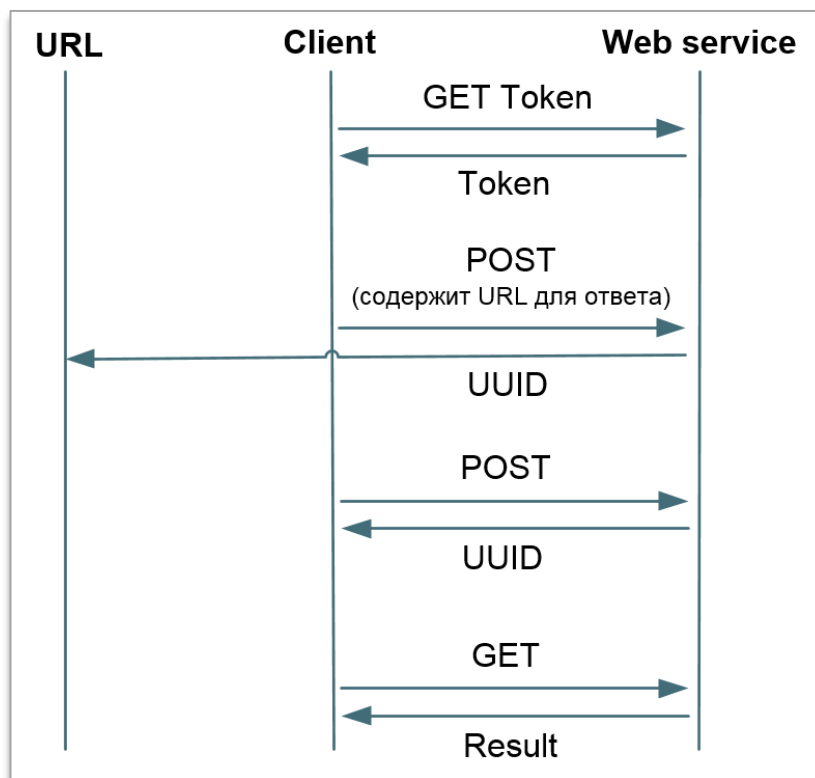 URL Client Web service
GET Token
Token
POST
(содержит URL для ответа)
UUID
POST
UUID
GET
Result